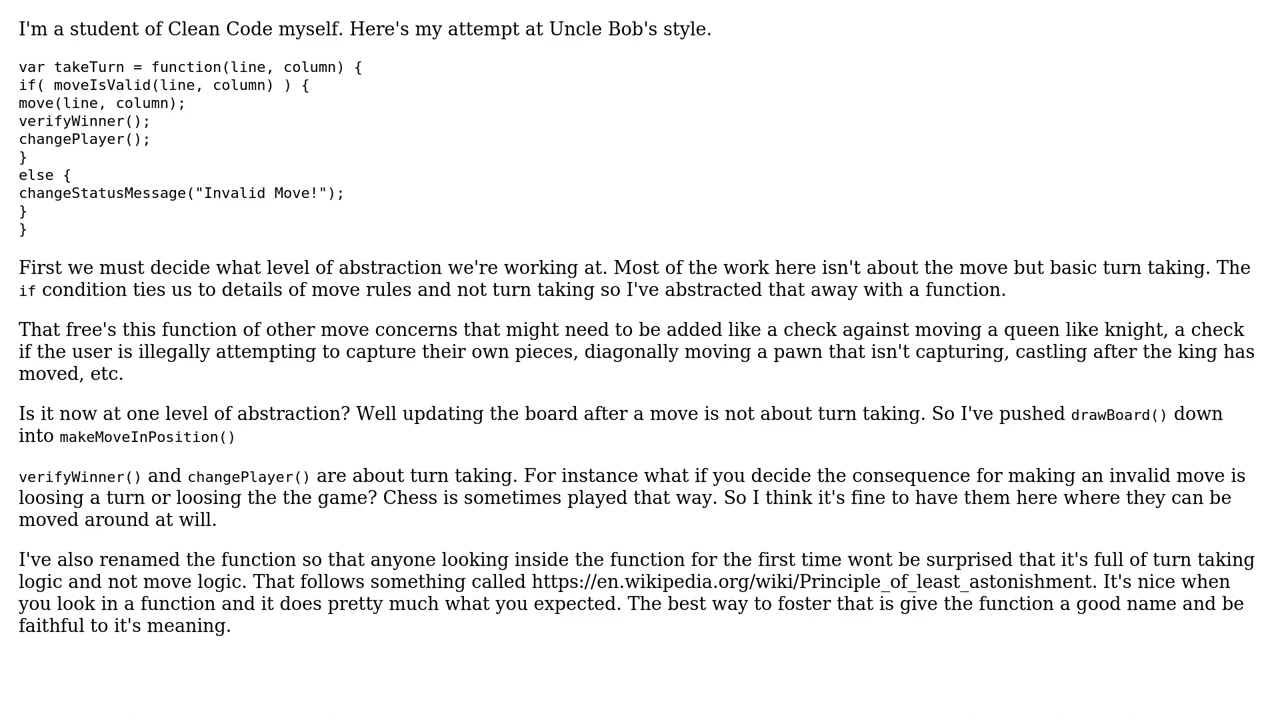 I'm a student of Clean Code myself. Here's my attempt at Uncle Bob's style.
var takeTurn = function(line, column) {
if( moveIsValid(line, column) ) {
move(line, column);
verifyWinner();
changePlayer();
}
else {
changeStatusMessage("Invalid Move!");
}
}
First we must decide what level of abstraction we're working at. Most of the work here isn't about the move but basic turn taking. The
if condition ties us to details of move rules and not turn taking so I've abstracted that away with a function.
That free's this function of other move concerns that might need to be added like a check against moving a queen like knight, a check
if the user is illegally attempting to capture their own pieces, diagonally moving a pawn that isn't capturing, castling after the king has
moved, etc.
Is it now at one level of abstraction? Well updating the board after a move is not about turn taking. So I've pushed drawBoard() down
into makeMoveInPosition()
verifyWinner() and changePlayer() are about turn taking. For instance what if you decide the consequence for making an invalid move is
loosing a turn or loosing the the game? Chess is sometimes played that way. So I think it's fine to have them here where they can be
moved around at will.
I've also renamed the function so that anyone looking inside the function for the first time wont be surprised that it's full of turn taking
logic and not move logic. That follows something called https://en.wikipedia.org/wiki/Principle_of_least_astonishment. It's nice when
you look in a function and it does pretty much what you expected. The best way to foster that is give the function a good name and be
faithful to it's meaning.